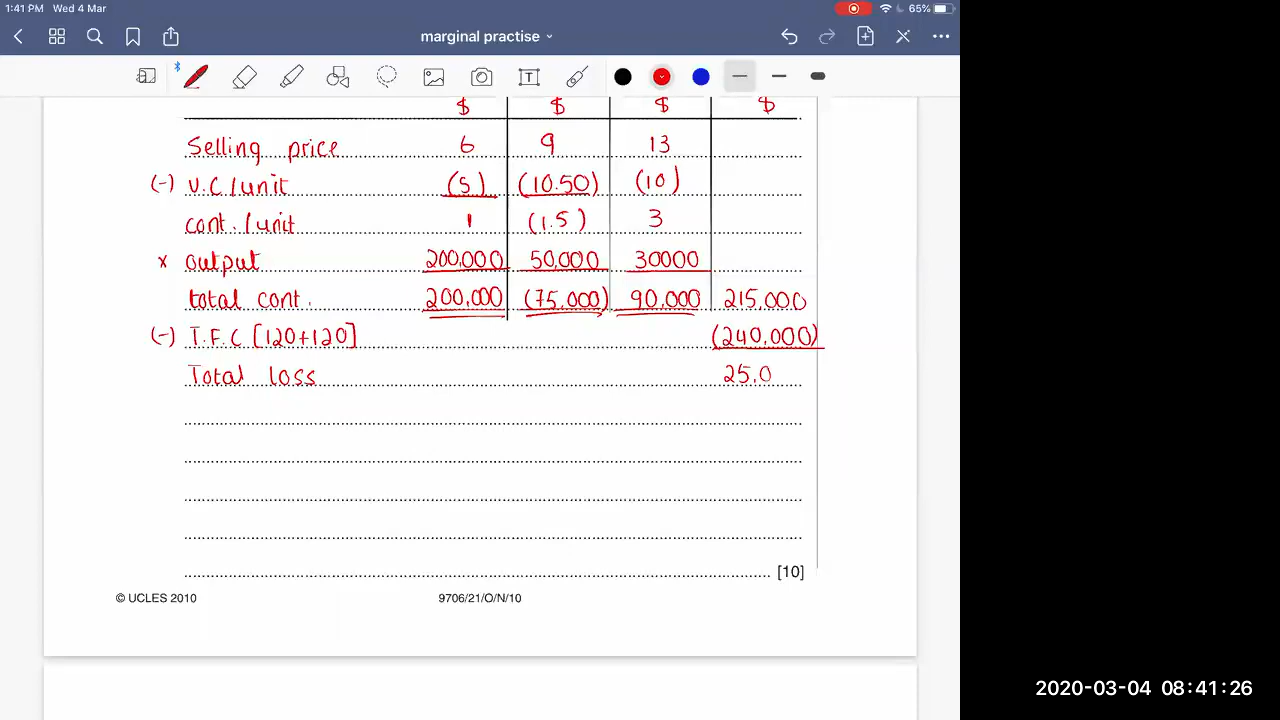 1:41 PM Wed 4 Mar
65%
marginal practise
T
$ $ $ $
Selling price 6 9 13
(-) V.C/unit (5) (10.50) (10)
cont./unit 1 (1.5) 3
x output 200,000 50,000 30000
total cont. 200,000 (75,000) 90,000 215,000
(-) T.F.C [120+120] (240,000)
Total loss 25,0
[10]
© UCLES 2010 9706/21/O/N/10
2020-03-04 08:41:26